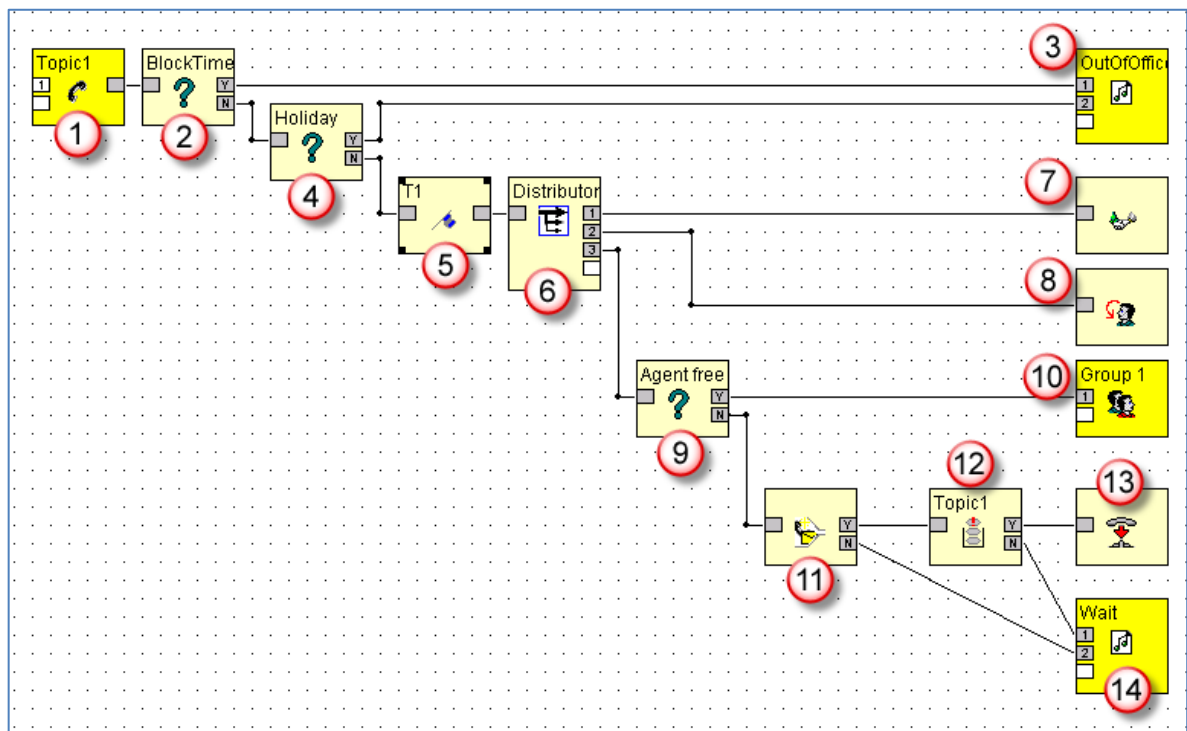 Topic1
1
1
BlockTime
Y
N
2
3
OutOfOffic
1
2
Holiday
Y
N
4
T1
5
Distributor
1
2
3
6
7
8
Agent free
Y
N
9
10
Group 1
1
Y
N
11
12
Topic1
Y
N
13
Wait
1
2
14